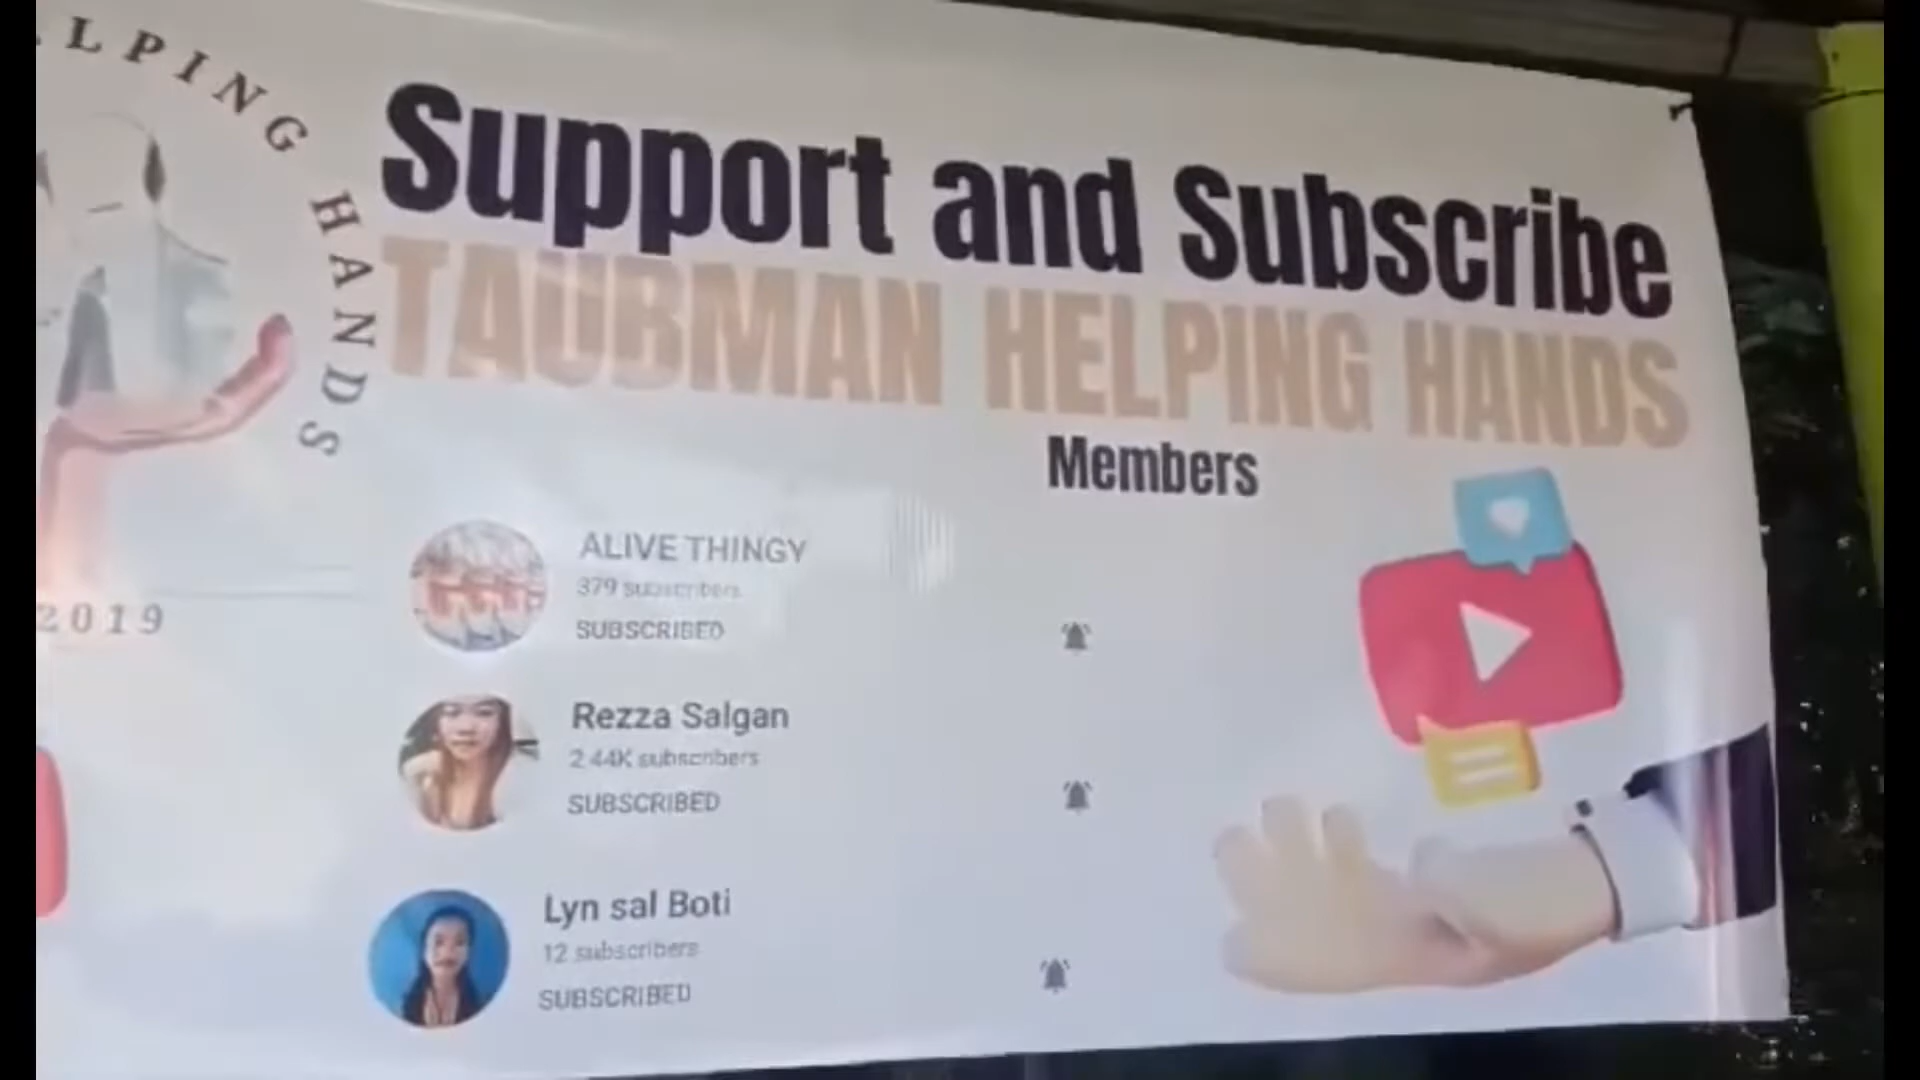 LPING HANDS
2019
Support and Subscribe
TAUBMAN HELPING HANDS
Members
ALIVE THINGY
379 subscribers
SUBSCRIBED
Rezza Salgan
2.44K subscribers
SUBSCRIBED
Lyn sal Boti
12 subscribers
SUBSCRIBED